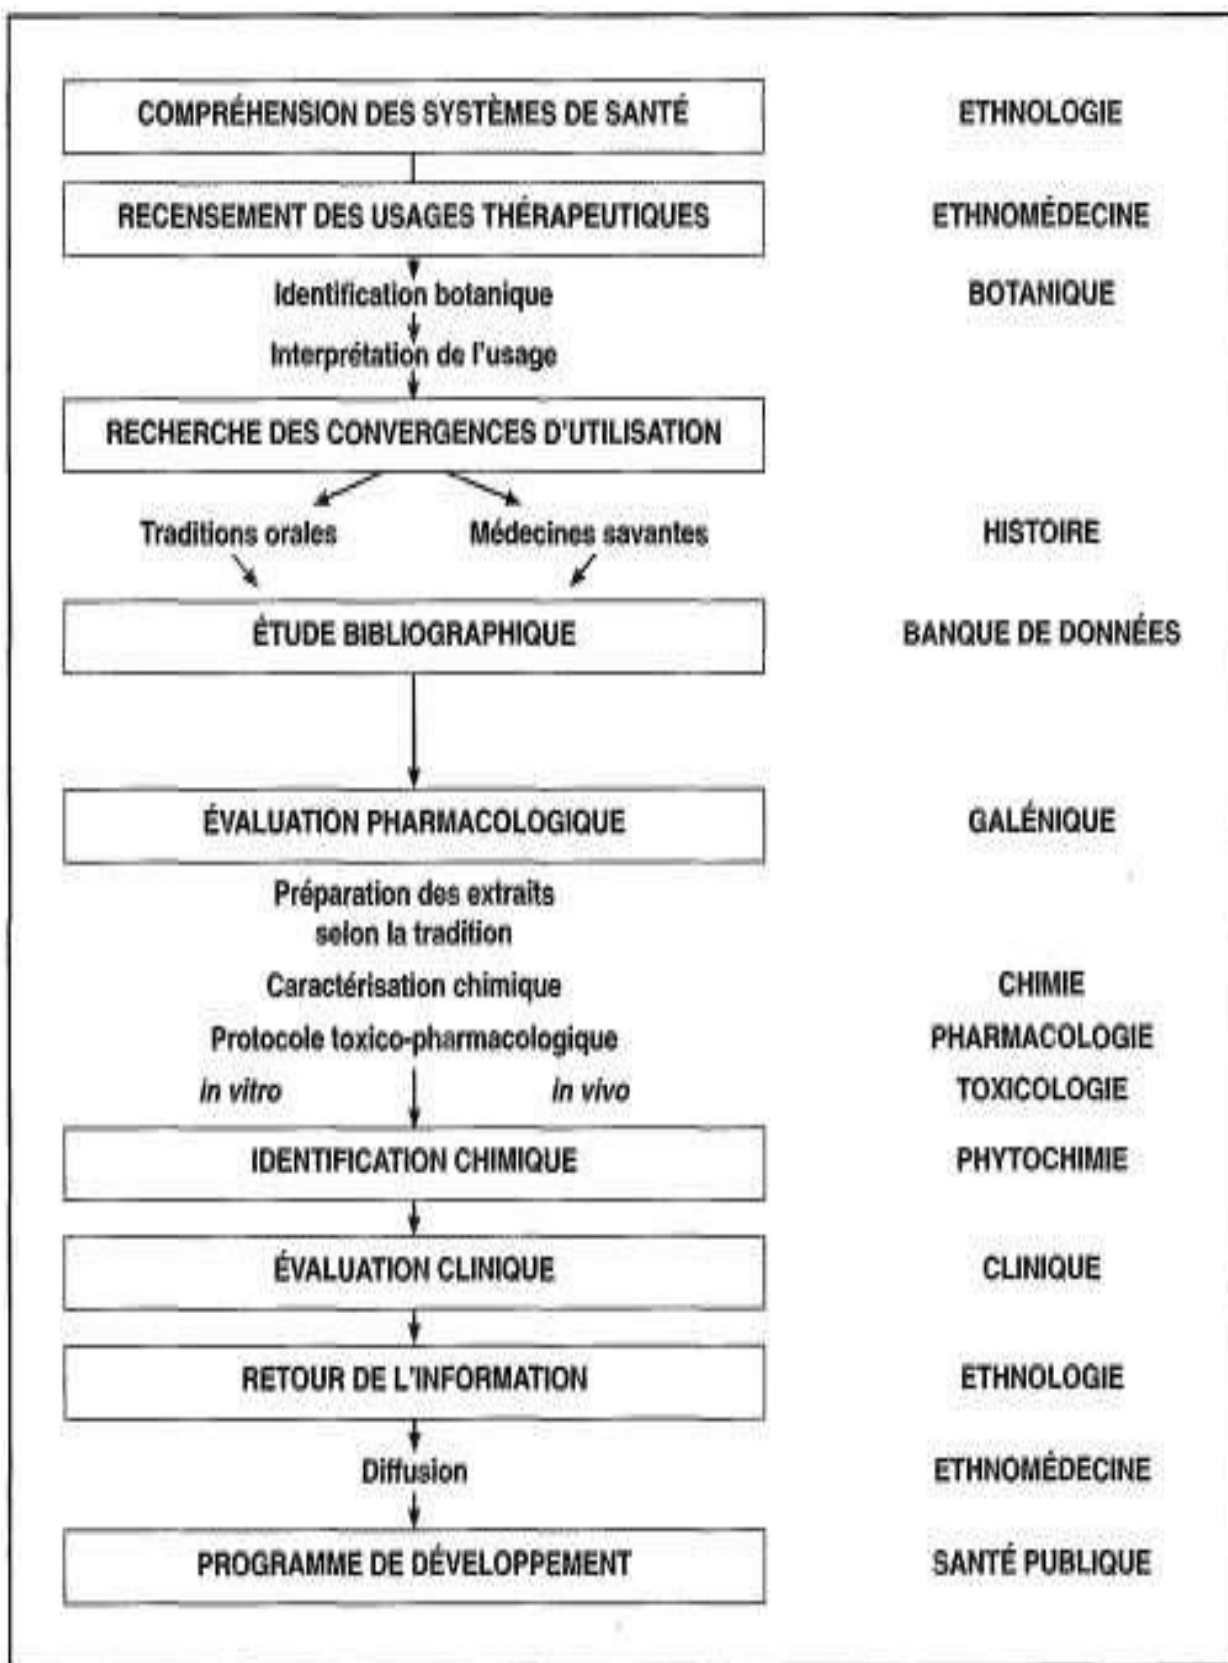 COMPRÉHENSION DES SYSTÈMES DE SANTÉ
ETHNOLOGIE
RECENSEMENT DES USAGES THÉRAPEUTIQUES
ETHNOMÉDECINE
Identification botanique
BOTANIQUE
Interprétation de l'usage
RECHERCHE DES CONVERGENCES D'UTILISATION
Traditions orales
Médecines savantes
HISTOIRE
ÉTUDE BIBLIOGRAPHIQUE
BANQUE DE DONNÉES
ÉVALUATION PHARMACOLOGIQUE
GALÉNIQUE
Préparation des extraits
selon la tradition
Caractérisation chimique
CHIMIE
Protocole toxico-pharmacologique
PHARMACOLOGIE
in vitro
in vivo
TOXICOLOGIE
IDENTIFICATION CHIMIQUE
PHYTOCHIMIE
ÉVALUATION CLINIQUE
CLINIQUE
RETOUR DE L'INFORMATION
ETHNOLOGIE
Diffusion
ETHNOMÉDECINE
PROGRAMME DE DÉVELOPPEMENT
SANTÉ PUBLIQUE